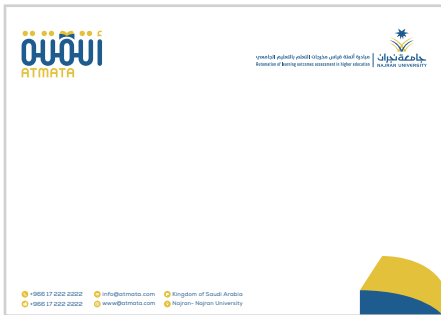 أتمتة
ATMATA
مبادرة أتمتة قياس مخرجات التعلم بالتعليم الجامعي
Automation of learning outcomes assessment in higher education
جامعة نجران
NAJRAN UNIVERSITY
+966 17 222 2222 info@atmata.com Kingdom of Saudi Arabia
+966 17 222 2222 www@atmata.com Najran- Najran University